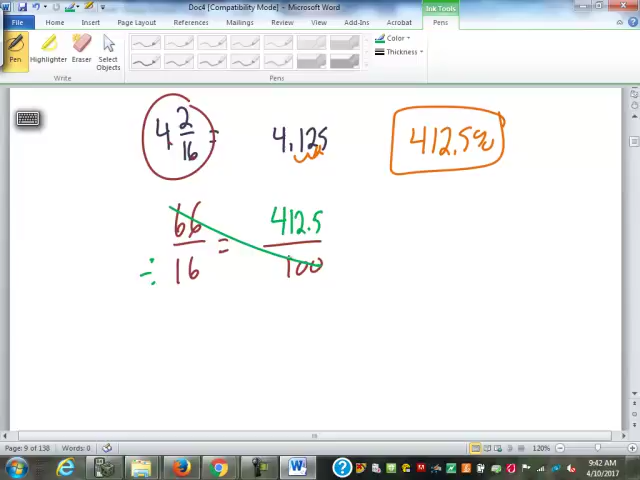 Doc4 [Compatibility Mode] - Microsoft Word
Ink Tools
File Home Insert Page Layout References Mailings Review View Add-Ins Acrobat Pens
Pen Highlighter Eraser Select Objects
Color
Thickness
Write
Pens
4 2/16 = 4.125 412.5%
66/16 = 412.5/100
÷
Page: 9 of 138 Words: 0 120%
9:42 AM
4/10/2017